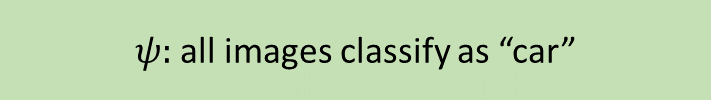 ψ: all images classify as “car”